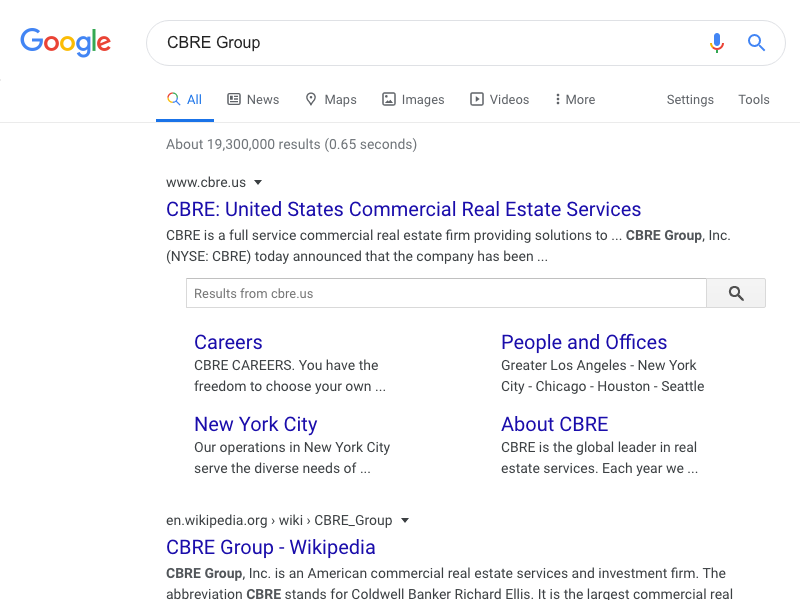 Google
CBRE Group
All News Maps Images Videos More Settings Tools
About 19,300,000 results (0.65 seconds)
www.cbre.us
CBRE: United States Commercial Real Estate Services
CBRE is a full service commercial real estate firm providing solutions to ... CBRE Group, Inc.
(NYSE: CBRE) today announced that the company has been ...
Results from cbre.us
Careers
CBRE CAREERS. You have the
freedom to choose your own ...
People and Offices
Greater Los Angeles - New York
City - Chicago - Houston - Seattle
New York City
Our operations in New York City
serve the diverse needs of ...
About CBRE
CBRE is the global leader in real
estate services. Each year we ...
en.wikipedia.org › wiki › CBRE_Group
CBRE Group - Wikipedia
CBRE Group, Inc. is an American commercial real estate services and investment firm. The
abbreviation CBRE stands for Coldwell Banker Richard Ellis. It is the largest commercial real